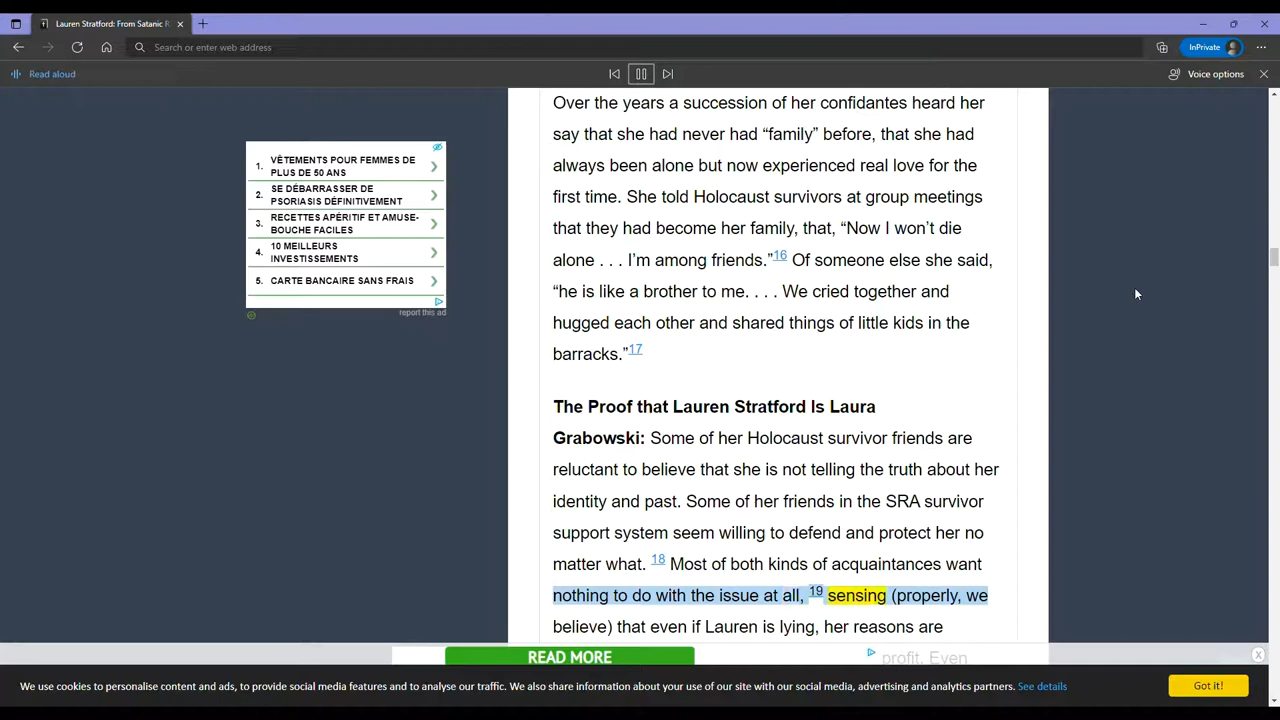 Lauren Stratford: From Satanic R
Search or enter web address
InPrivate
Read aloud
Voice options
Over the years a succession of her confidantes heard her
say that she had never had “family” before, that she had
always been alone but now experienced real love for the
first time. She told Holocaust survivors at group meetings
that they had become her family, that, “Now I won’t die
alone . . . I’m among friends.”16 Of someone else she said,
“he is like a brother to me. . . . We cried together and
hugged each other and shared things of little kids in the
barracks.”17
1. VÊTEMENTS POUR FEMMES DE
PLUS DE 50 ANS
2. SE DÉBARRASSER DE
PSORIASIS DÉFINITIVEMENT
3. RECETTES APÉRITIF ET AMUSE-
BOUCHE FACILES
4. 10 MEILLEURS
INVESTISSEMENTS
5. CARTE BANCAIRE SANS FRAIS
report this ad
The Proof that Lauren Stratford Is Laura
Grabowski: Some of her Holocaust survivor friends are
reluctant to believe that she is not telling the truth about her
identity and past. Some of her friends in the SRA survivor
support system seem willing to defend and protect her no
matter what. 18 Most of both kinds of acquaintances want
nothing to do with the issue at all, 19 sensing (properly, we
believe) that even if Lauren is lying, her reasons are
profit. Even
READ MORE
We use cookies to personalise content and ads, to provide social media features and to analyse our traffic. We also share information about your use of our site with our social media, advertising and analytics partners. See details
Got it!